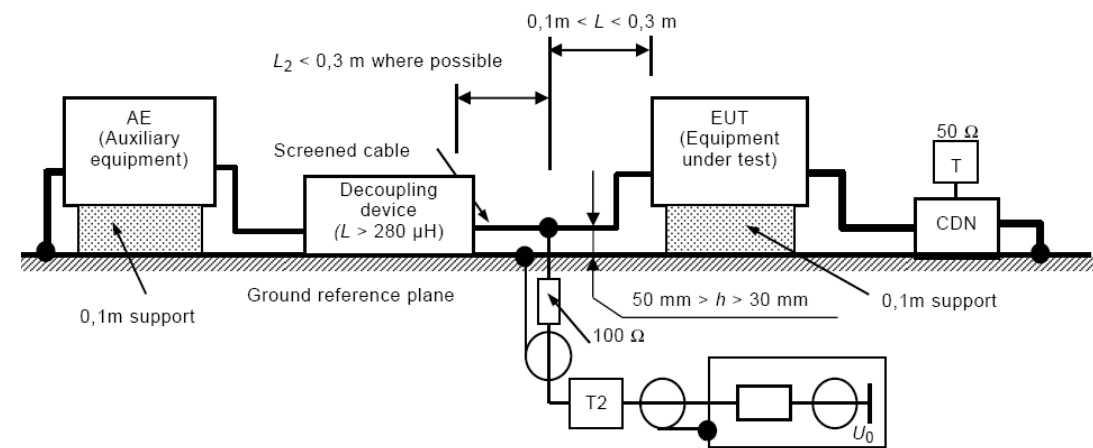 0,1m < L < 0,3 m
L2 < 0,3 m where possible
AE
(Auxiliary
equipment)
Screened cable
EUT
(Equipment
under test)
50 Ω
T
Decoupling
device
(L > 280 µH)
CDN
Ground reference plane
50 mm > h > 30 mm
0,1m support
0,1m support
100 Ω
T2
U0